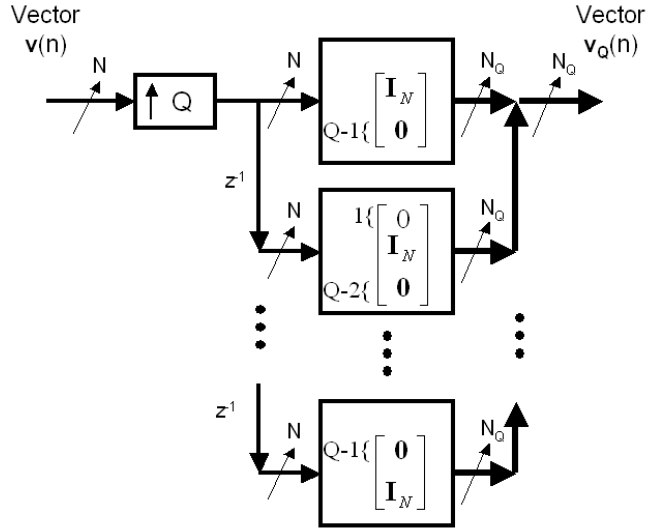 Vector
v(n)
Vector
v_Q(n)
N
↑ Q
N
Q-1{ [ I_N
0 ]
N_Q
N_Q
z⁻¹
N
1{ [ 0
I_N
Q-2{ 0 ]
N_Q
z⁻¹
N
Q-1{ [ 0
I_N ]
N_Q